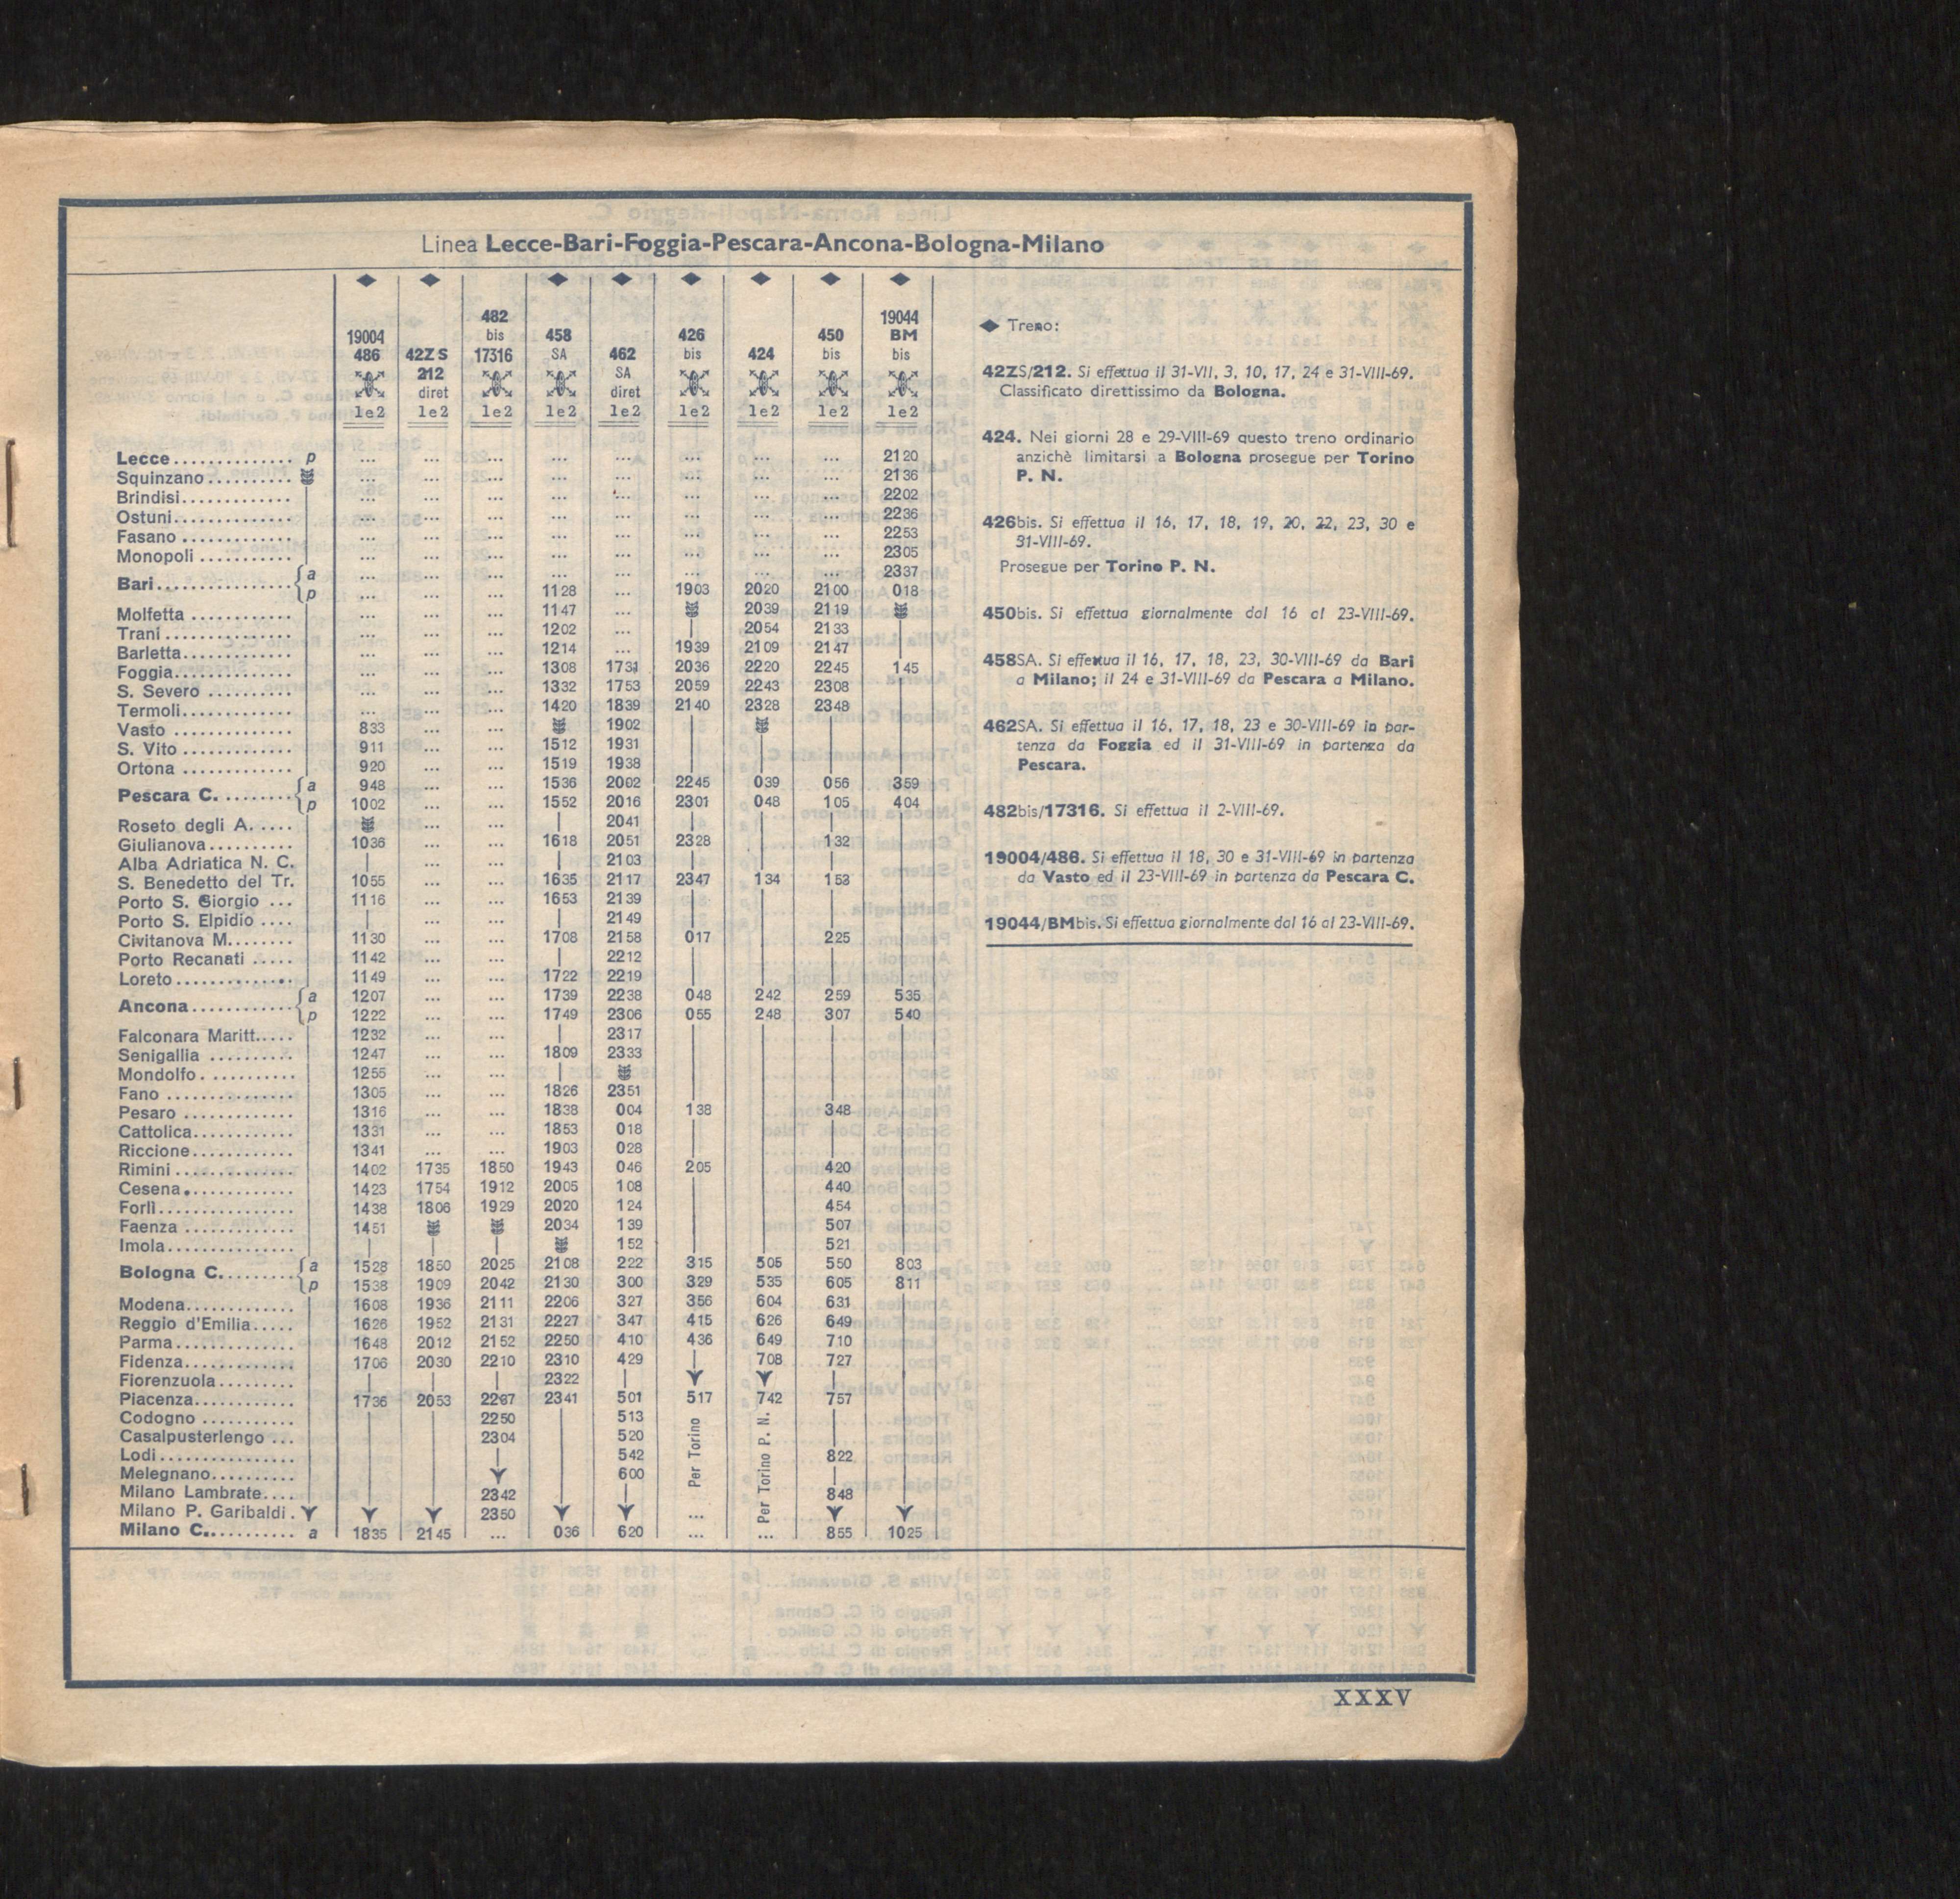 Linea Lecce-Bari-Foggia-Pescara-Ancona-Bologna-Milano
19004 486 1e2
42ZS 212 diret 1e2
482 bis 17316 1e2
458 SA 1e2
462 SA diret 1e2
426 bis 1e2
424 1e2
450 bis 1e2
19044 BM bis 1e2
Lecce.............. p ... ... ... ... ... ... ... ... 2120
Squinzano.......... ... ... ... ... ... ... ... ... 2136
Brindisi............. ... ... ... ... ... ... ... ... 2202
Ostuni.............. ... ... ... ... ... ... ... ... 2236
Fasano ............. ... ... ... ... ... ... ... ... 2253
Monopoli ........... ... ... ... ... ... ... ... ... 2305
Bari................ a ... ... ... ... ... ... ... ... 2337
p ... ... ... 1128 ... 1903 2020 2100 018
Molfetta ............ ... ... ... 1147 ... 2039 2119
Trani ............... ... ... ... 1202 ... 2054 2133
Barletta............. ... ... ... 1214 ... 1939 2109 2147
Foggia.............. ... ... ... 1308 1731 2036 2220 2245 145
S. Severo .......... ... ... ... 1332 1753 2059 2243 2308
Termoli............. ... ... ... 1420 1839 2140 2328 2348
Vasto .............. 833 ... ... 1902
S. Vito ............. 911 ... ... 1512 1931
Ortona ............. 920 ... ... 1519 1938
Pescara C. ........ a 948 ... ... 1536 2002 2245 039 056 359
p 1002 ... ... 1552 2016 2301 048 105 404
Roseto degli A. .... ... ... 2041
Giulianova.......... 1036 ... ... 1618 2051 2328 132
Alba Adriatica N. C. ... ... 2103
S. Benedetto del Tr. 1055 ... ... 1635 2117 2347 134 153
Porto S. Giorgio ... 1116 ... ... 1653 2139
Porto S. Elpidio .... ... ... 2149
Civitanova M........ 1130 ... ... 1708 2158 017 225
Porto Recanati ..... 1142 ... ... 2212
Loreto.............. 1149 ... ... 1722 2219
Ancona............ a 1207 ... ... 1739 2238 048 242 259 535
p 1222 ... ... 1749 2306 055 248 307 540
Falconara Maritt..... 1232 ... ... 2317
Senigallia .......... 1247 ... ... 1809 2333
Mondolfo. .......... 1255 ... ...
Fano ............... 1305 ... ... 1826 2351
Pesaro ............. 1316 ... ... 1838 004 138 348
Cattolica............ 1331 ... ... 1853 018
Riccione............ 1341 ... ... 1903 028
Rimini .............. 1402 1735 1850 1943 046 205 420
Cesena.............. 1423 1754 1912 2005 108 440
Forlì................ 1438 1806 1929 2020 124 454
Faenza ............. 1451 2034 139 507
Imola............... 152 521
Bologna C.......... a 1528 1850 2025 2108 222 315 505 550 803
p 1538 1909 2042 2130 300 329 535 605 811
Modena............. 1608 1936 2111 2206 327 356 604 631
Reggio d'Emilia..... 1626 1952 2131 2227 347 415 626 649
Parma............... 1648 2012 2152 2250 410 436 649 710
Fidenza............. 1706 2030 2210 2310 429 708 727
Fiorenzuola......... 2322
Piacenza............ 1736 2053 2341 501 517 742 757
Codogno ........... 2250 513
Casalpusterlengo ... 2304 520
Lodi................ 542 822
Melegnano.......... 600
Milano Lambrate.... 2342 848
Milano P. Garibaldi . 2350 ...
Milano C........... a 1835 2145 ... 036 620 ... ... 855 1025
Per Torino
Per Torino P. N.
◆ Treno:
42ZS/212. Si effettua il 31-VII, 3, 10, 17, 24 e 31-VIII-69.
Classificato direttissimo da Bologna.
424. Nei giorni 28 e 29-VIII-69 questo treno ordinario
anzichè limitarsi a Bologna prosegue per Torino
P. N.
426bis. Si effettua il 16, 17, 18, 19, 20, 22, 23, 30 e
31-VIII-69.
Prosegue per Torino P. N.
450bis. Si effettua giornalmente dal 16 al 23-VIII-69.
458SA. Si effettua il 16, 17, 18, 23, 30-VIII-69 da Bari
a Milano; il 24 e 31-VIII-69 da Pescara a Milano.
462SA. Si effettua il 16, 17, 18, 23 e 30-VIII-69 in par-
tenza da Foggia ed il 31-VIII-69 in partenza da
Pescara.
482bis/17316. Si effettua il 2-VIII-69.
19004/486. Si effettua il 18, 30 e 31-VIII-69 in partenza
da Vasto ed il 23-VIII-69 in partenza da Pescara C.
19044/BMbis. Si effettua giornalmente dal 16 al 23-VIII-69.
XXXV